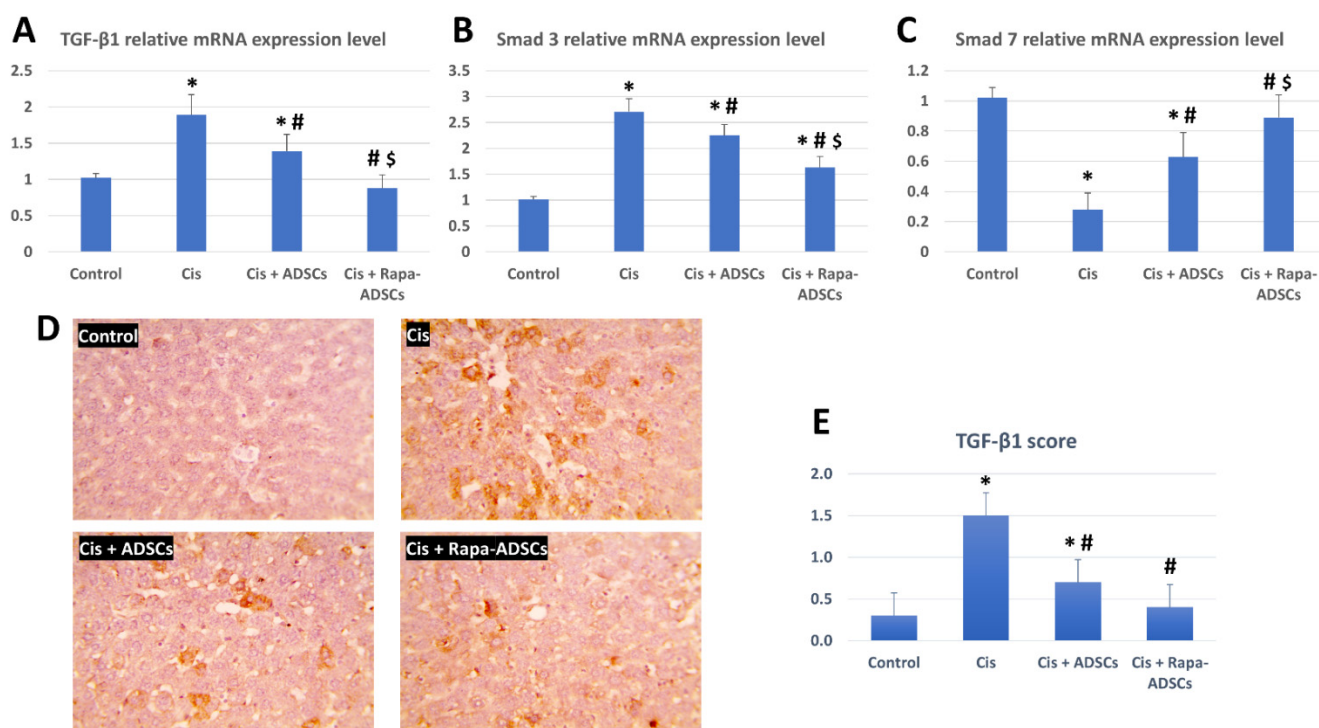 A
TGF-β1 relative mRNA expression level
2.5
2
1.5
1
0.5
0
*
* #
# $
Control
Cis
Cis + ADSCs
Cis + Rapa-
ADSCs
B
Smad 3 relative mRNA expression level
3.5
3
2.5
2
1.5
1
0.5
0
*
* #
* # $
Control
Cis
Cis + ADSCs
Cis + Rapa-
ADSCs
C
Smad 7 relative mRNA expression level
1.2
1
0.8
0.6
0.4
0.2
0
*
* #
# $
Control
Cis
Cis + ADSCs
Cis + Rapa-
ADSCs
D
Control
Cis
Cis + ADSCs
Cis + Rapa-ADSCs
E
TGF-β1 score
2.0
1.5
1.0
0.5
0.0
*
* #
#
Control
Cis
Cis + ADSCs
Cis + Rapa-
ADSCs